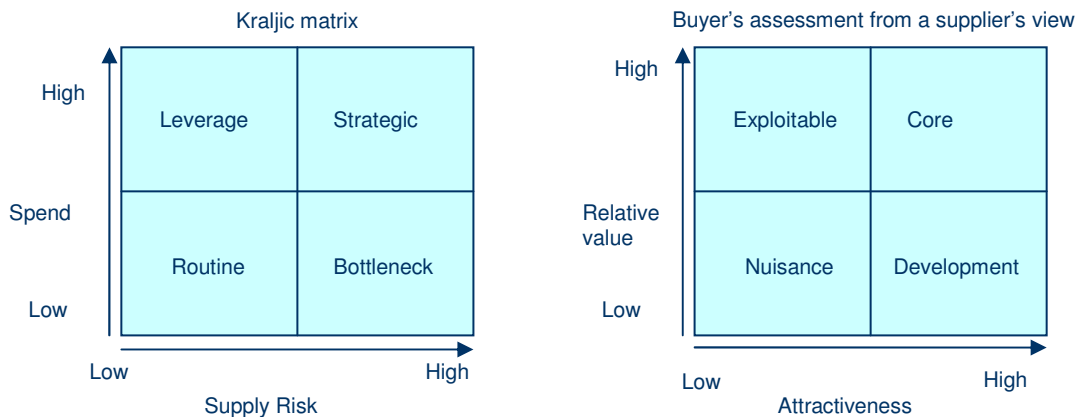 Kraljic matrix
High
Leverage
Strategic
Spend
Routine
Bottleneck
Low
Low
High
Supply Risk
Buyer’s assessment from a supplier’s view
High
Exploitable
Core
Relative
value
Nuisance
Development
Low
Low
High
Attractiveness